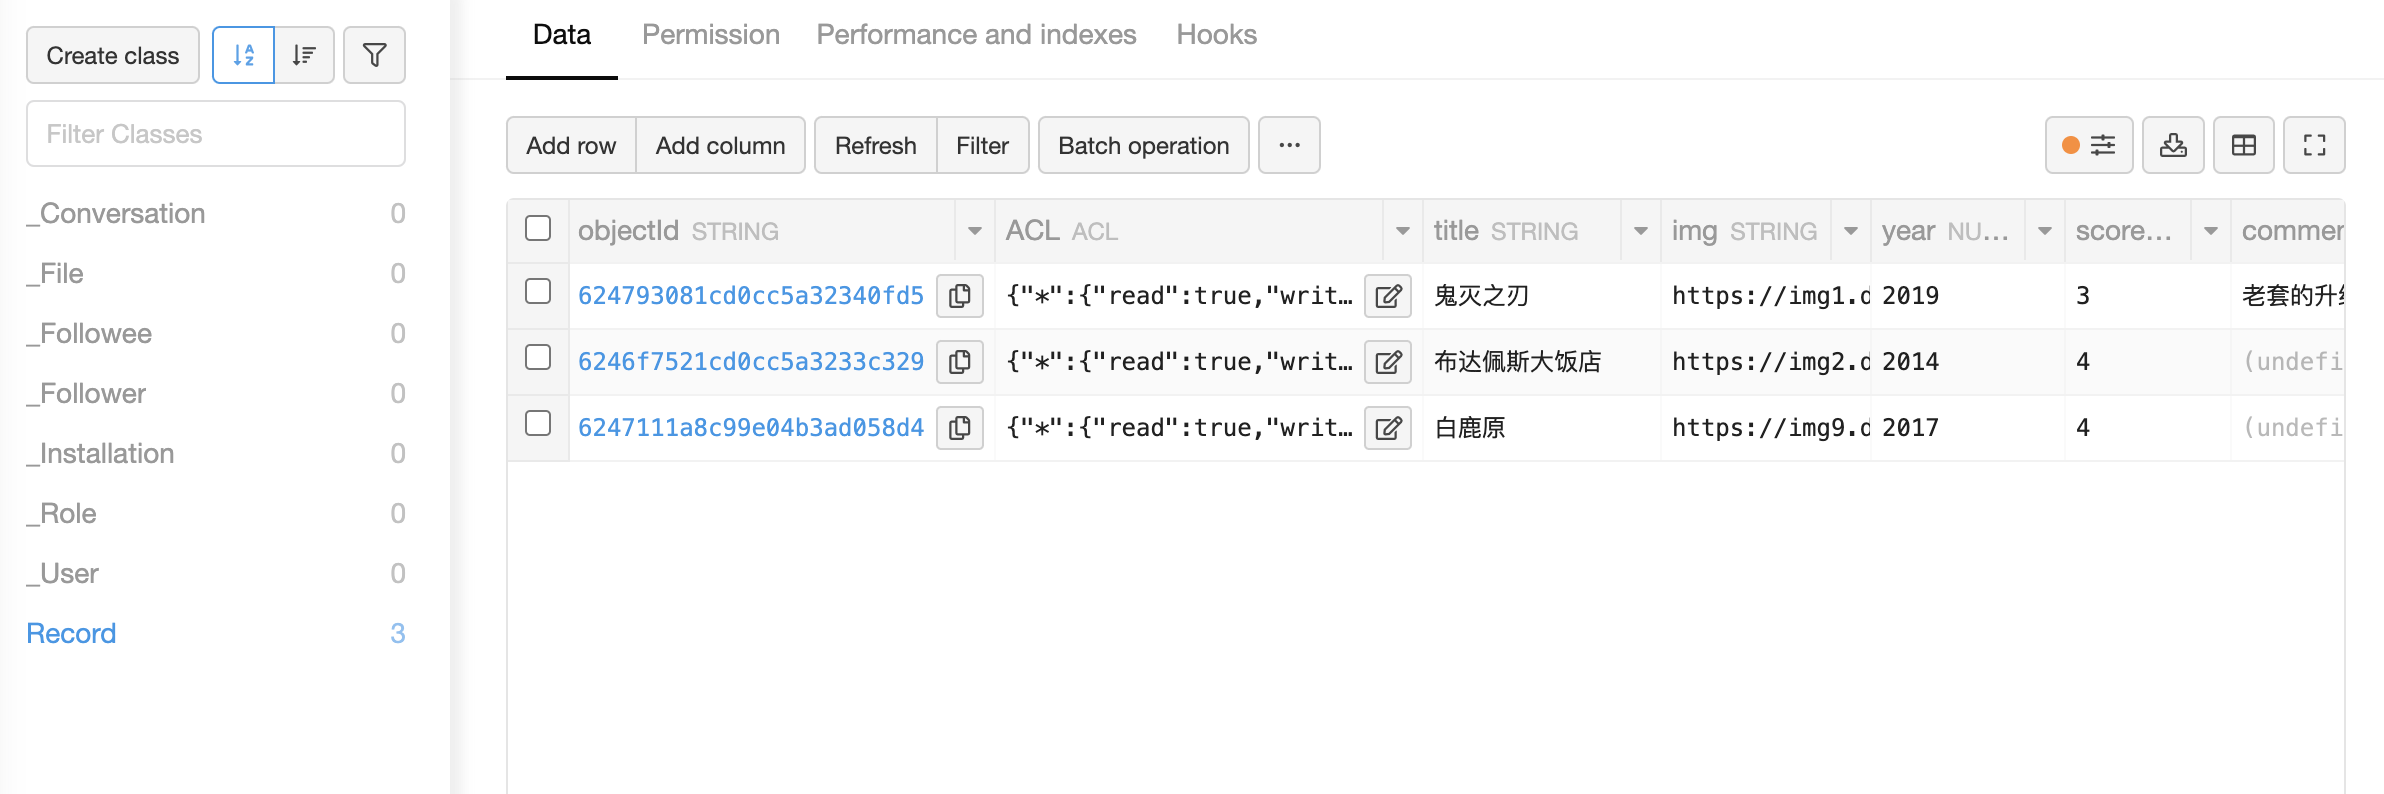 Create class
Filter Classes
_Conversation 0
_File 0
_Followee 0
_Follower 0
_Installation 0
_Role 0
_User 0
Record 3
Data Permission Performance and indexes Hooks
Add row Add column Refresh Filter Batch operation ...
objectId STRING ACL ACL title STRING img STRING year NU... score...
624793081cd0cc5a32340fd5 {"*":{"read":true,"writ... 鬼灭之刃 https://img1.d 2019 3 老套的升
6246f7521cd0cc5a3233c329 {"*":{"read":true,"writ... 布达佩斯大饭店 https://img2.d 2014 4 (undefi
6247111a8c99e04b3ad058d4 {"*":{"read":true,"writ... 白鹿原 https://img9.d 2017 4 (undefi